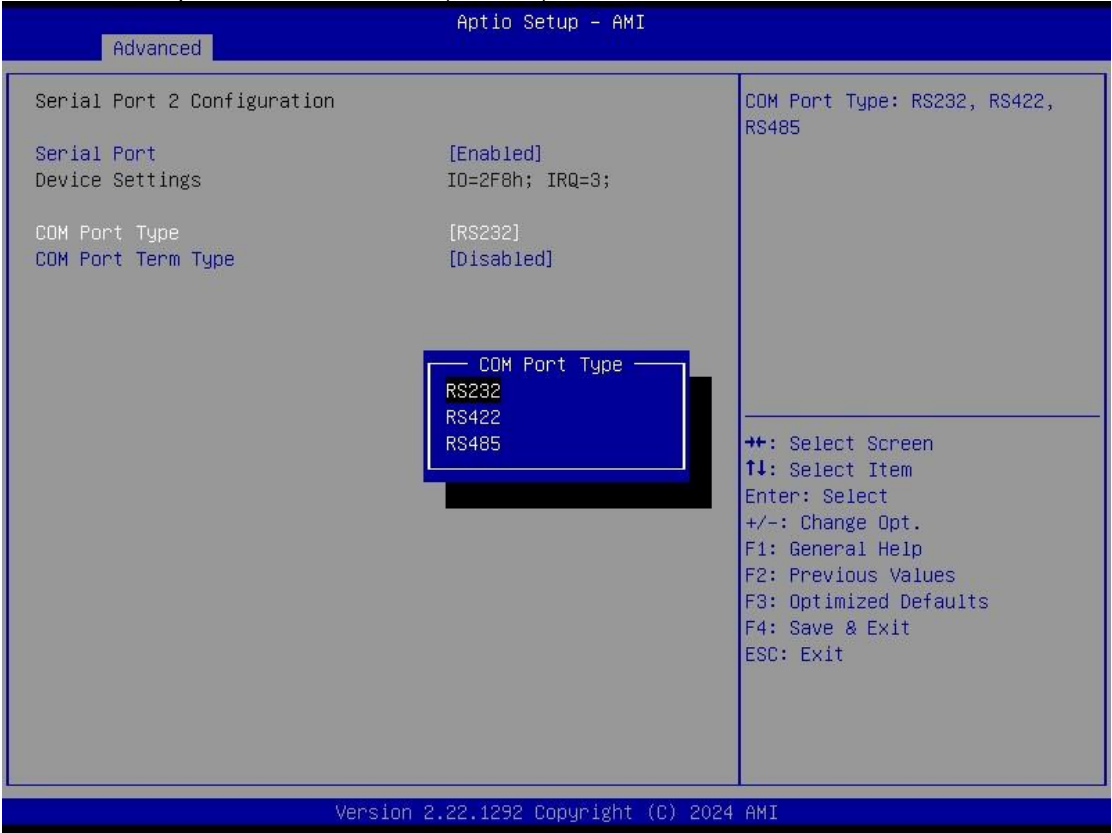 Aptio Setup – AMI
Advanced
Serial Port 2 Configuration
Serial Port [Enabled]
Device Settings IO=2F8h; IRQ=3;
COM Port Type [RS232]
COM Port Term Type [Disabled]
COM Port Type
RS232
RS422
RS485
COM Port Type: RS232, RS422,
RS485
→←: Select Screen
↑↓: Select Item
Enter: Select
+/-: Change Opt.
F1: General Help
F2: Previous Values
F3: Optimized Defaults
F4: Save & Exit
ESC: Exit
Version 2.22.1292 Copyright (C) 2024 AMI